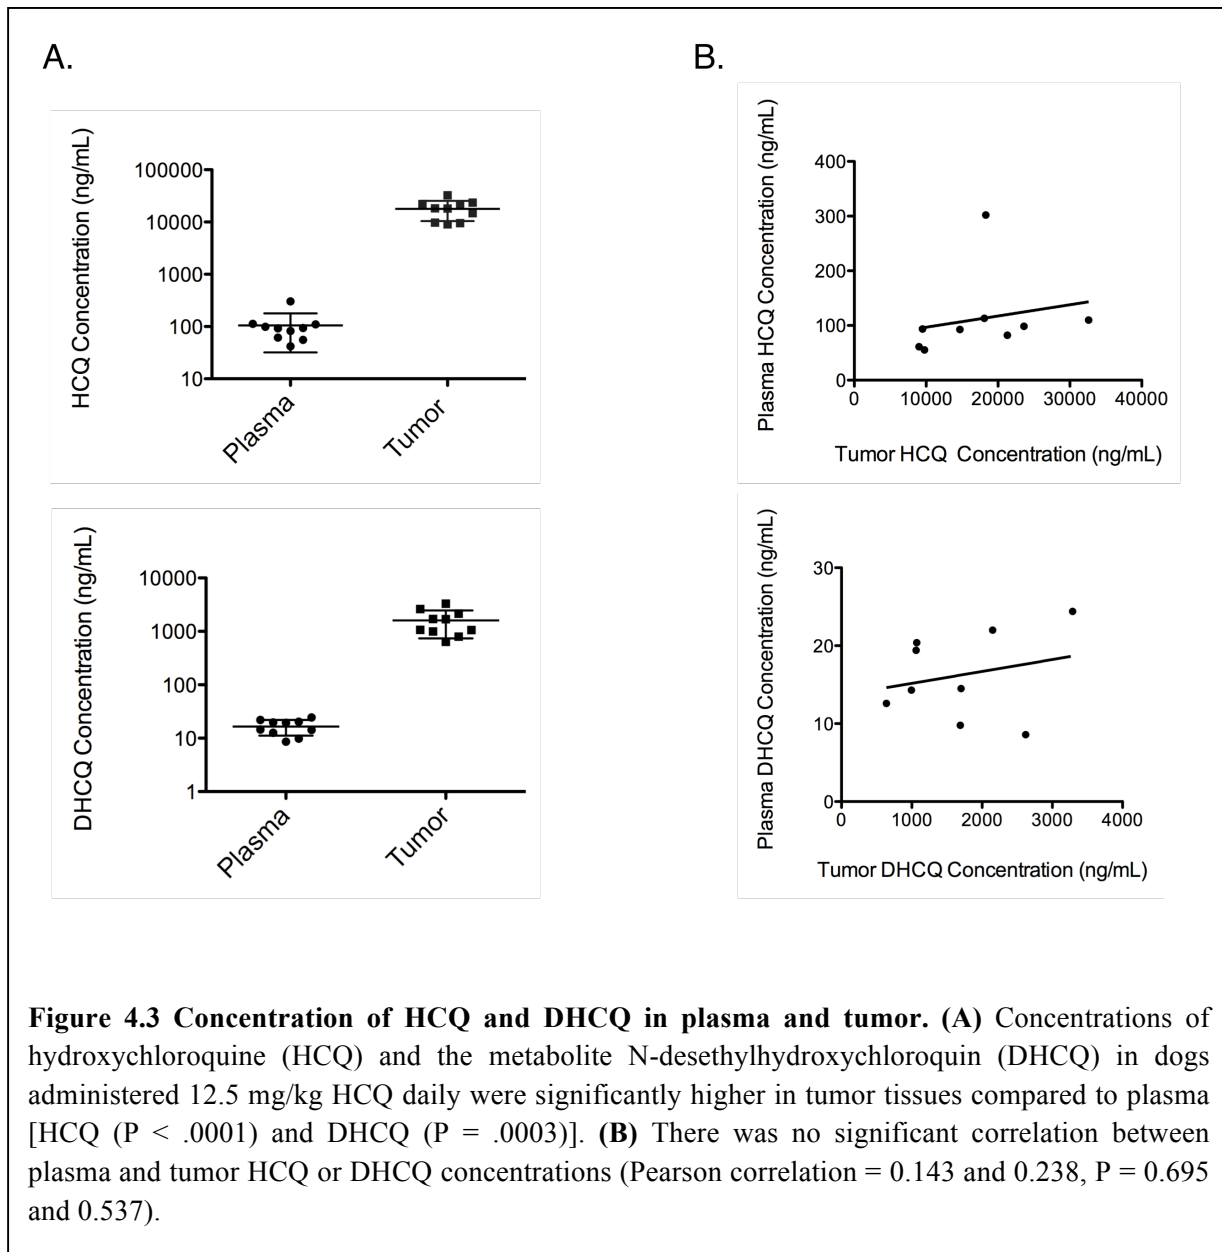 A.
B.
HCQ Concentration (ng/mL)
100000
10000
1000
100
10
Plasma
Tumor
Plasma HCQ Concentration (ng/mL)
400
300
200
100
0
0 10000 20000 30000 40000
Tumor HCQ Concentration (ng/mL)
DHCQ Concentration (ng/mL)
10000
1000
100
10
1
Plasma
Tumor
Plasma DHCQ Concentration (ng/mL)
30
20
10
0
0 1000 2000 3000 4000
Tumor DHCQ Concentration (ng/mL)
Figure 4.3 Concentration of HCQ and DHCQ in plasma and tumor. (A) Concentrations of
hydroxychloroquine (HCQ) and the metabolite N-desethylhydroxychloroquin (DHCQ) in dogs
administered 12.5 mg/kg HCQ daily were significantly higher in tumor tissues compared to plasma
[HCQ (P < .0001) and DHCQ (P = .0003)]. (B) There was no significant correlation between
plasma and tumor HCQ or DHCQ concentrations (Pearson correlation = 0.143 and 0.238, P = 0.695
and 0.537).